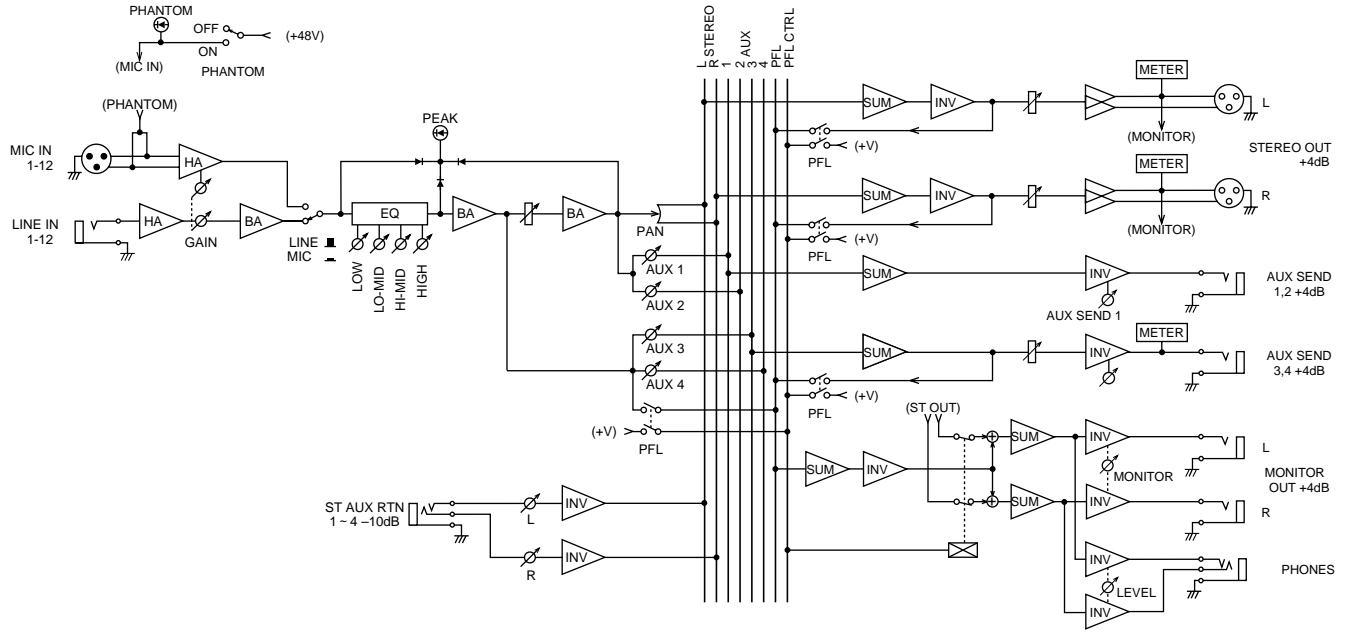 PHANTOM
OFF
(+48V)
ON
(MIC IN)
PHANTOM
(PHANTOM)
MIC IN
1-12
HA
LINE IN
1-12
HA
GAIN
BA
LINE
MIC
PEAK
EQ
LOW
LO-MID
HI-MID
HIGH
BA
BA
PAN
AUX 1
AUX 2
AUX 3
AUX 4
(+V)
PFL
ST AUX RTN
1 ~ 4 –10dB
L
INV
R
INV
L STEREO
R
1
2 AUX
3
4
PFL
PFL CTRL
SUM
INV
METER
L
(MONITOR)
PFL
(+V)
STEREO OUT
+4dB
SUM
INV
METER
R
(MONITOR)
PFL
(+V)
SUM
INV
AUX SEND 1
AUX SEND
1,2 +4dB
SUM
INV
METER
AUX SEND
3,4 +4dB
PFL
(+V)
(ST OUT)
SUM
INV
SUM
INV
L
MONITOR
MONITOR
OUT +4dB
SUM
INV
R
INV
LEVEL
INV
PHONES